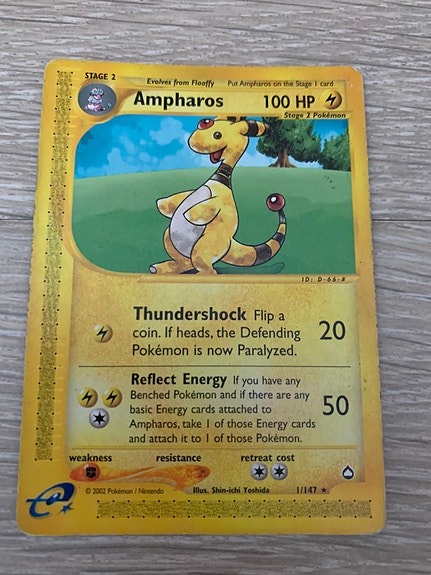 STAGE 2
Evolves from Flaaffy
Put Ampharos on the Stage 1 card
Ampharos
100 HP
Stage 2 Pokémon
ID: D-66-#
Thundershock Flip a
coin. If heads, the Defending
Pokémon is now Paralyzed.
20
Reflect Energy If you have any
Benched Pokémon and if there are any
basic Energy cards attached to
Ampharos, take 1 of those Energy cards
and attach it to 1 of those Pokémon.
50
weakness
resistance
retreat cost
© 2002 Pokémon / Nintendo
Illus. Shin-ichi Yoshida
1/147 ★
e